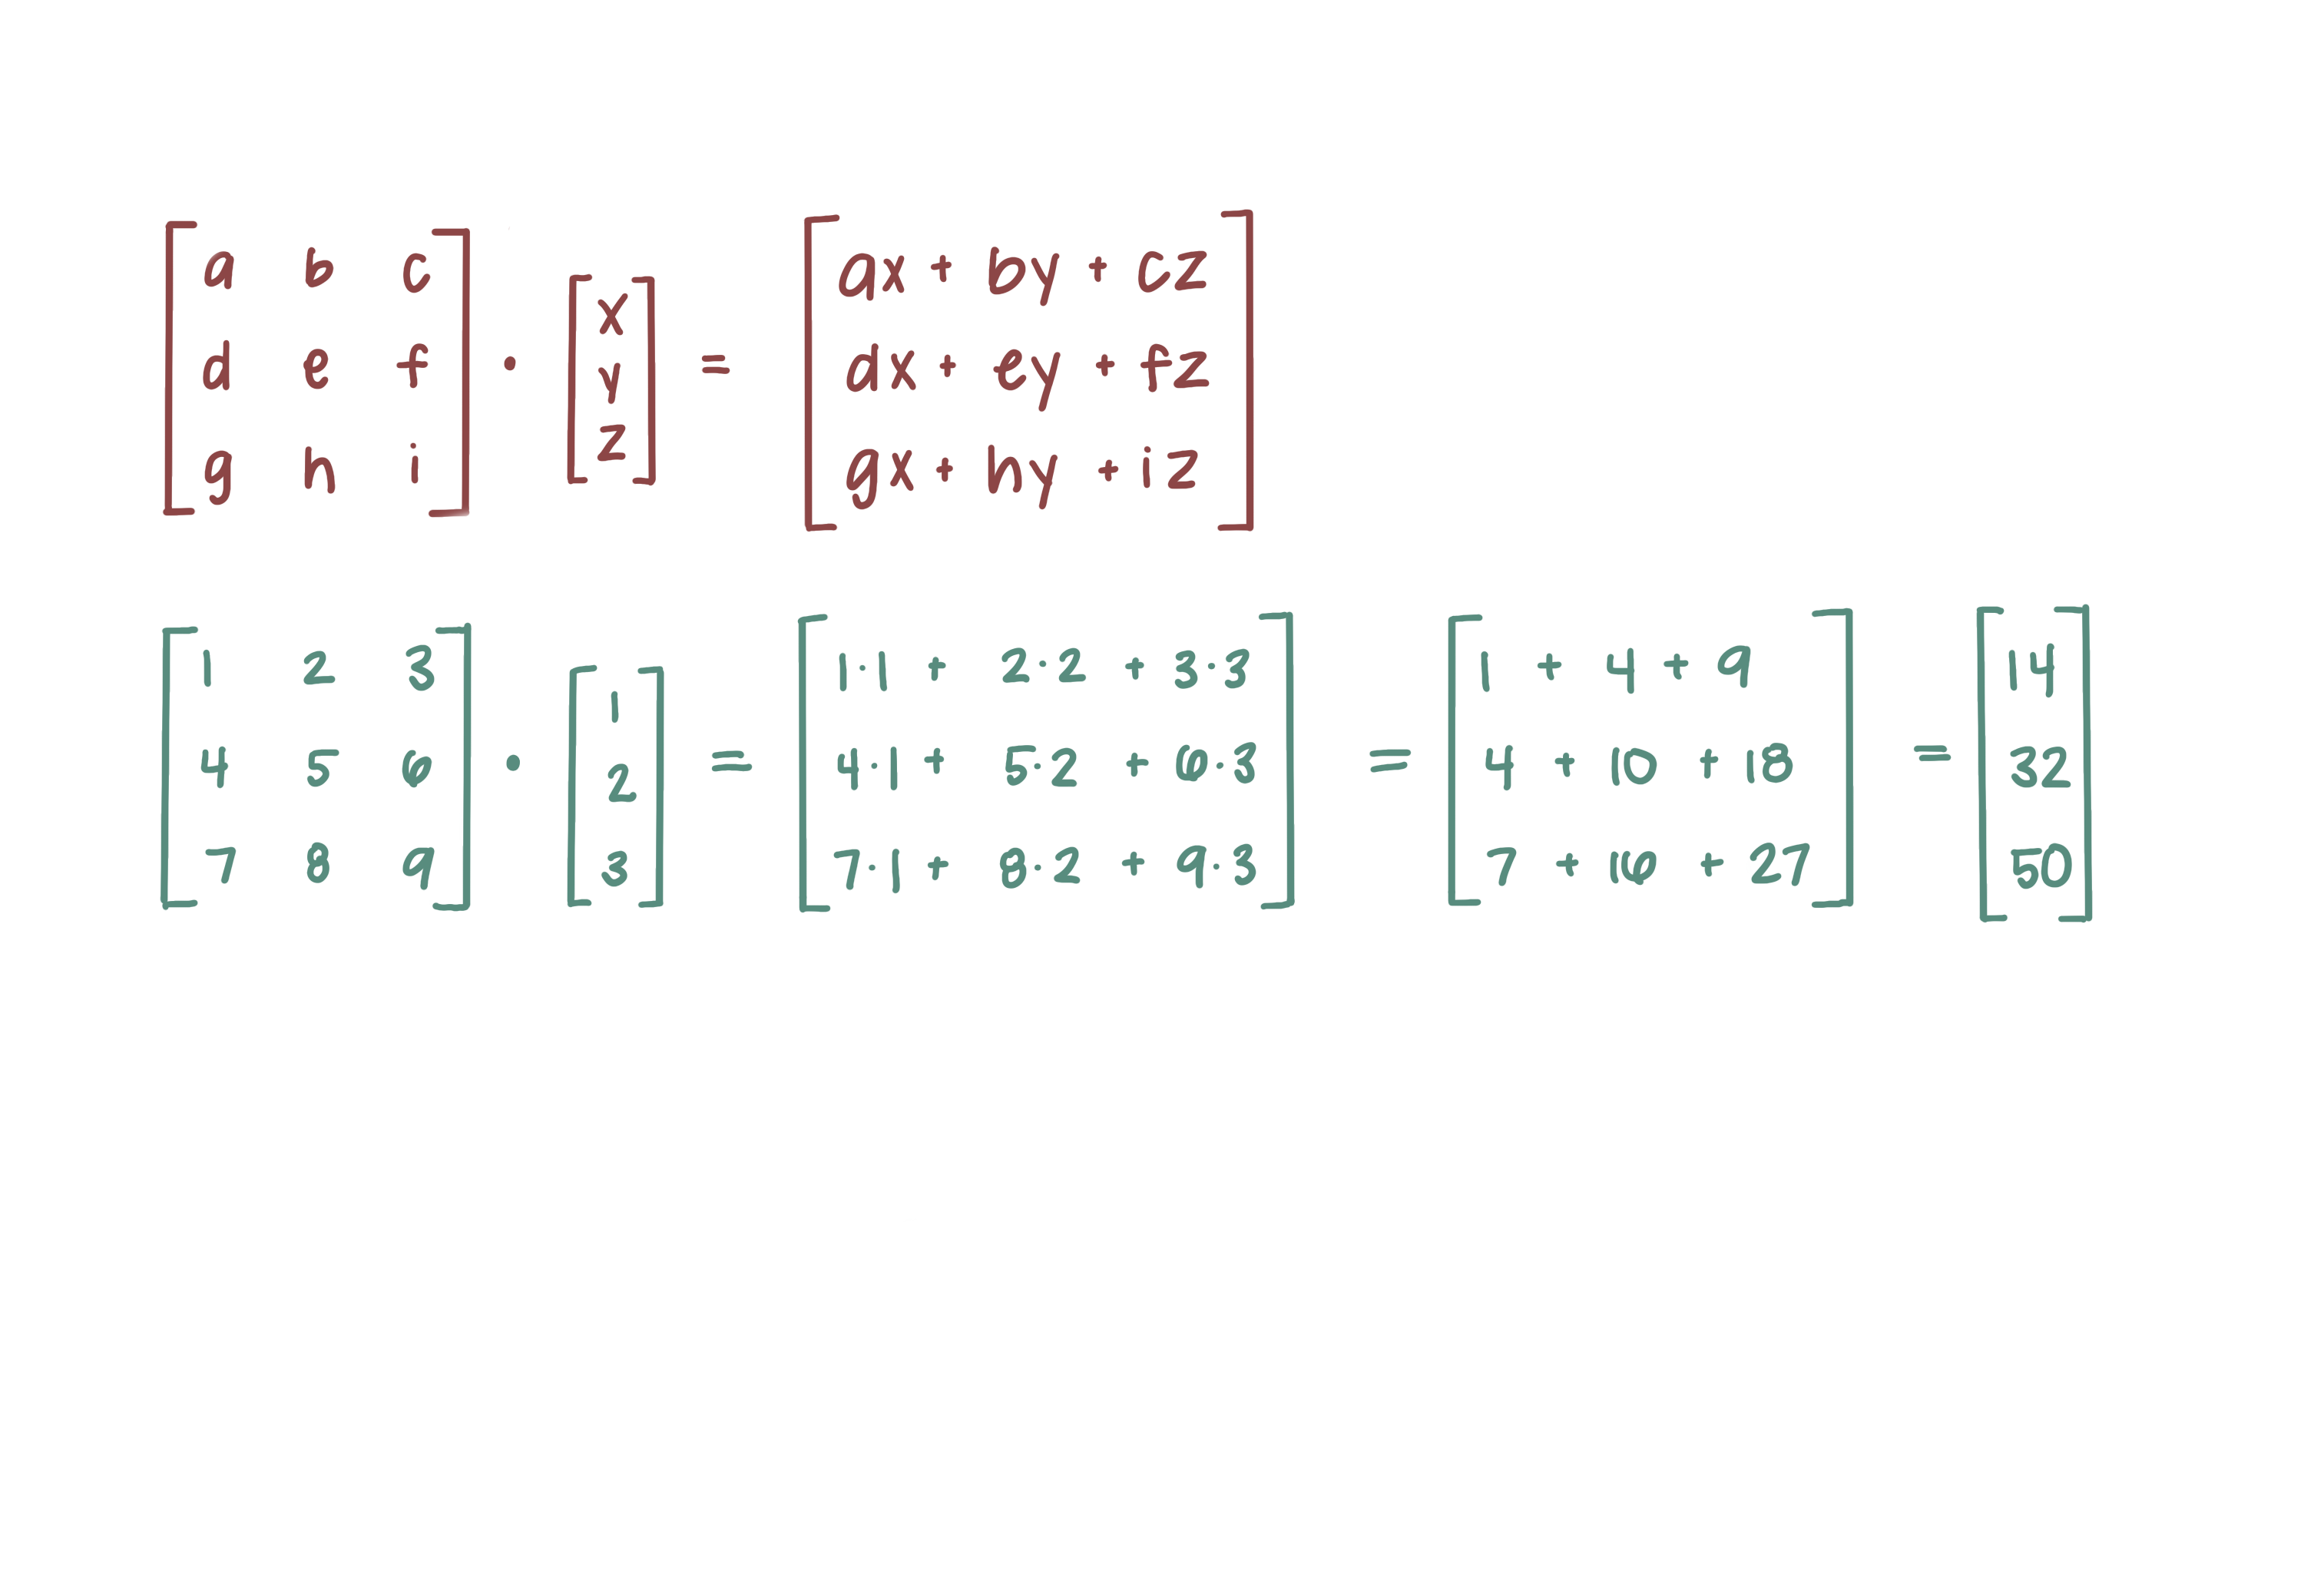 [a b c] · [x] = [ax + by + cz]
[d e f] [y] [dx + ey + fz]
[g h i] [z] [gx + hy + iz]
[1 2 3] · [1] = [1·1 + 2·2 + 3·3] = [1 + 4 + 9] = [14]
[4 5 6] [2] [4·1 + 5·2 + 6·3] [4 + 10 + 18] [32]
[7 8 9] [3] [7·1 + 8·2 + 9·3] [7 + 16 + 27] [50]